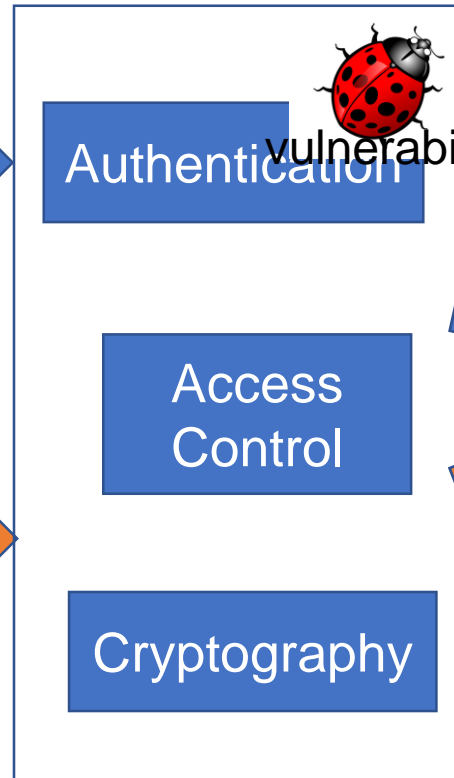 Authentication
vulnerabi
Access
Control
Cryptography